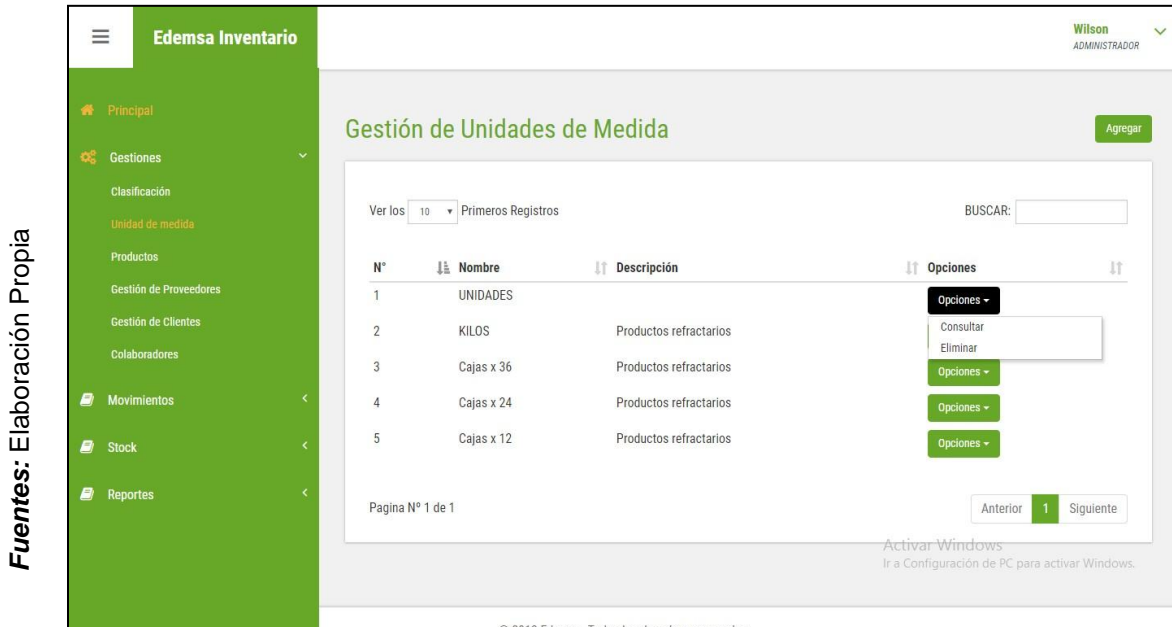 Fuentes: Elaboración Propia
Edemsa Inventario
Wilson
ADMINISTRADOR
Principal
Gestiones
Clasificación
Unidad de medida
Productos
Gestión de Proveedores
Gestión de Clientes
Colaboradores
Movimientos
Stock
Reportes
Gestión de Unidades de Medida
Agregar
Ver los 10 Primeros Registros
BUSCAR:
N° Nombre Descripción Opciones
1 UNIDADES Opciones
Consultar
Eliminar
2 KILOS Productos refractarios
3 Cajas x 36 Productos refractarios Opciones
4 Cajas x 24 Productos refractarios Opciones
5 Cajas x 12 Productos refractarios Opciones
Pagina Nº 1 de 1
Anterior 1 Siguiente
Activar Windows
Ir a Configuración de PC para activar Windows.